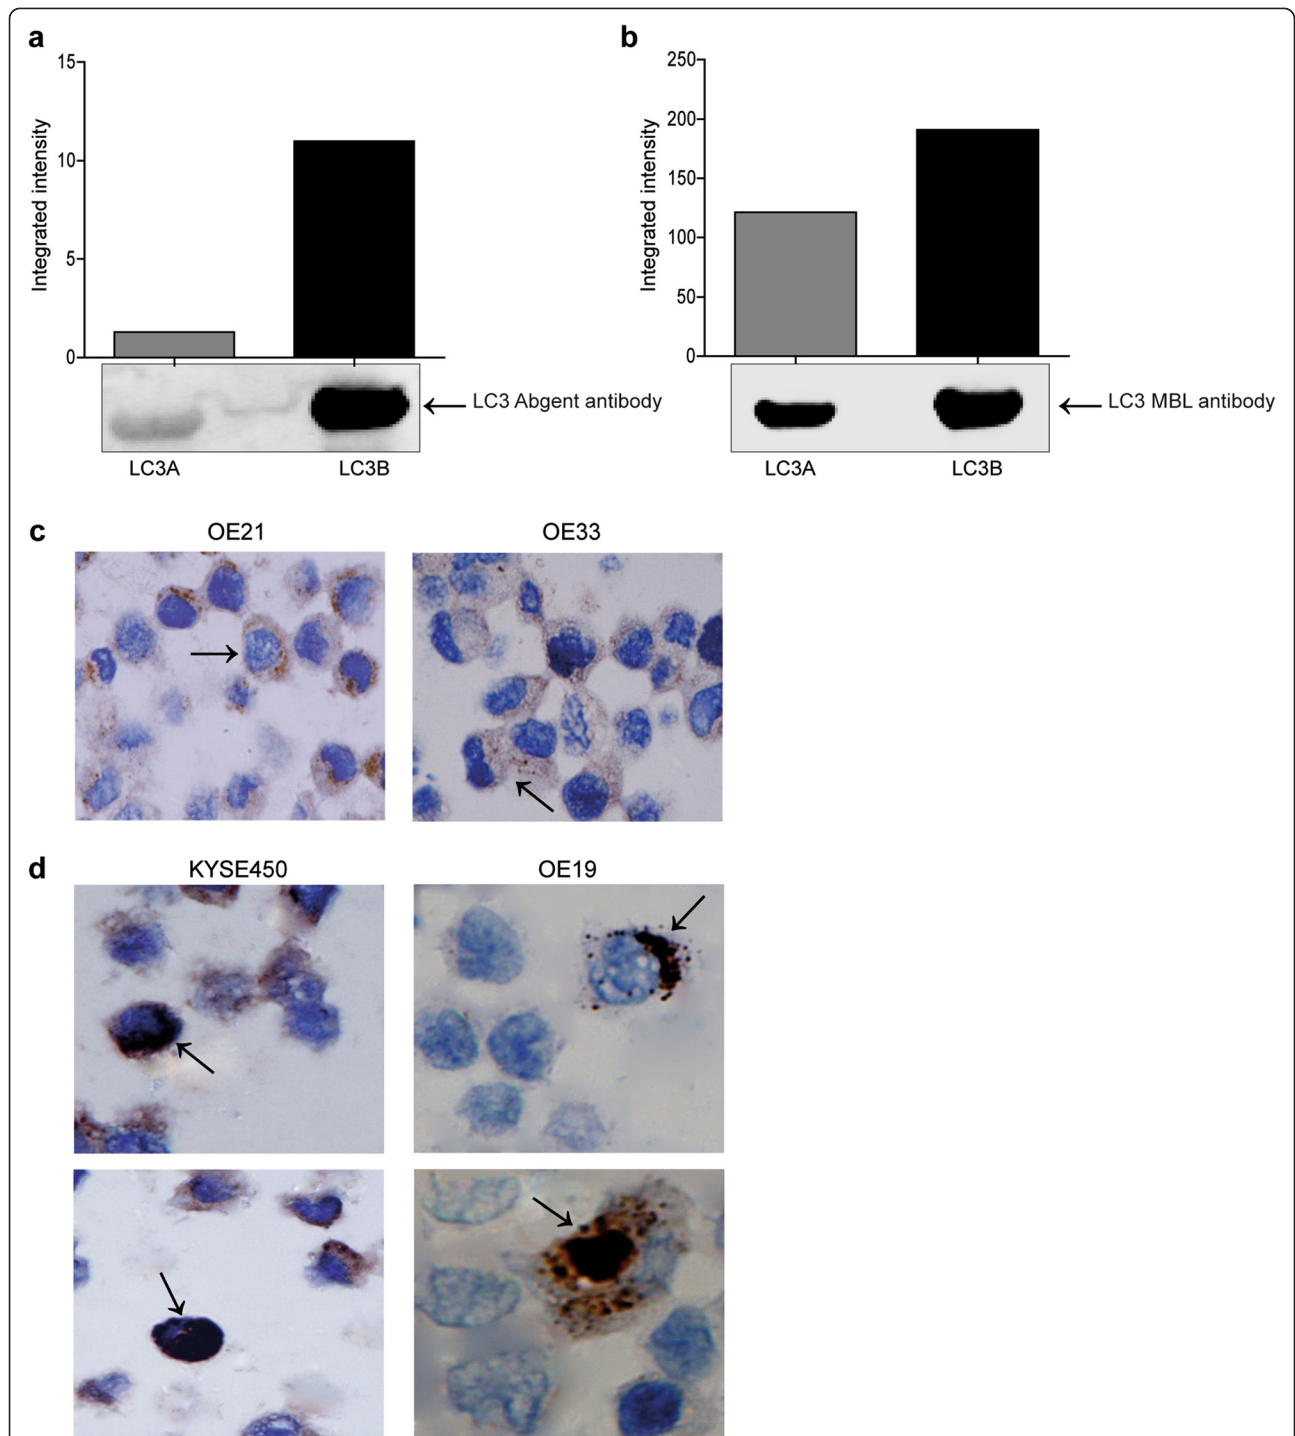 a
15
10
5
0
Integrated intensity
LC3 Abgent antibody
LC3A
LC3B
b
250
200
150
100
50
0
Integrated intensity
LC3 MBL antibody
LC3A
LC3B
c
OE21
OE33
d
KYSE450
OE19